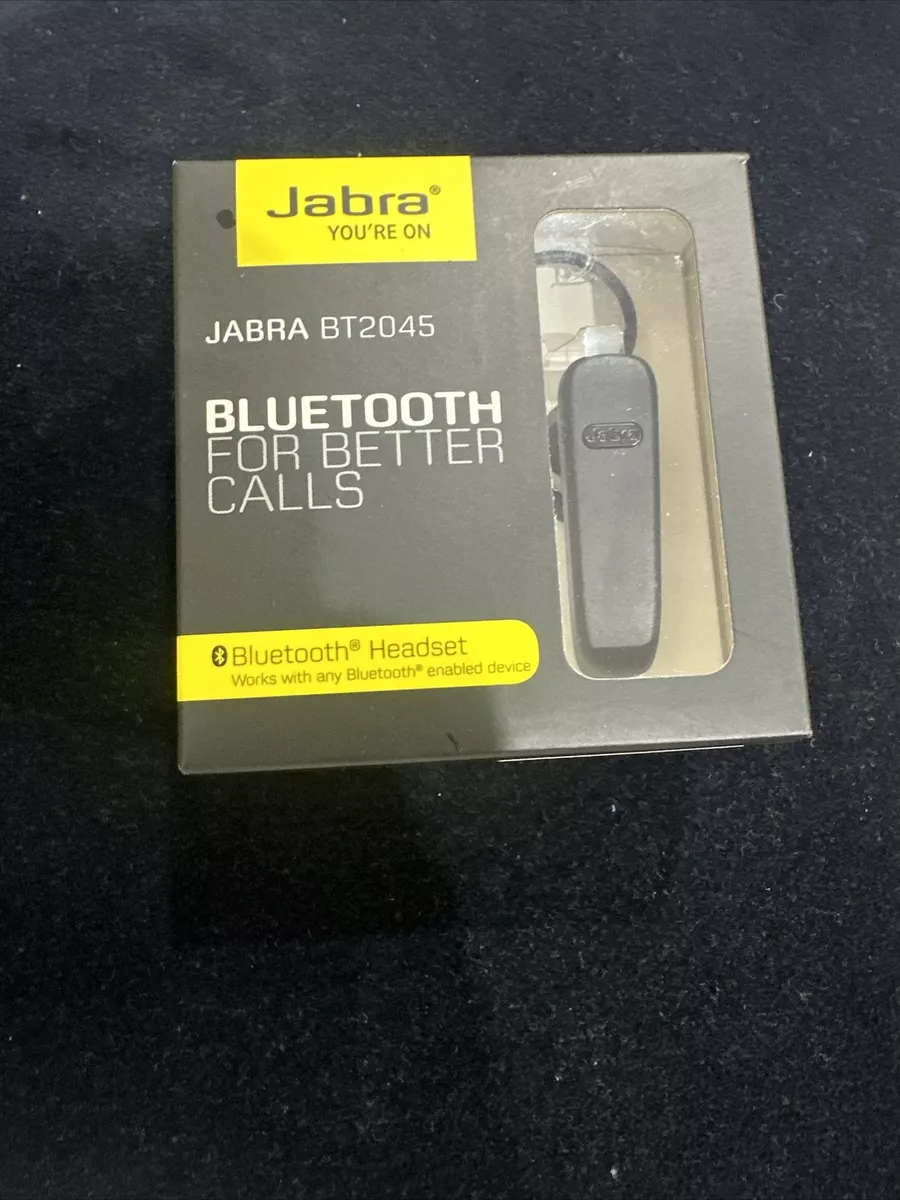 Jabra®
YOU'RE ON
JABRA BT2045
BLUETOOTH
FOR BETTER
CALLS
Bluetooth® Headset
Works with any Bluetooth® enabled device
Jabra